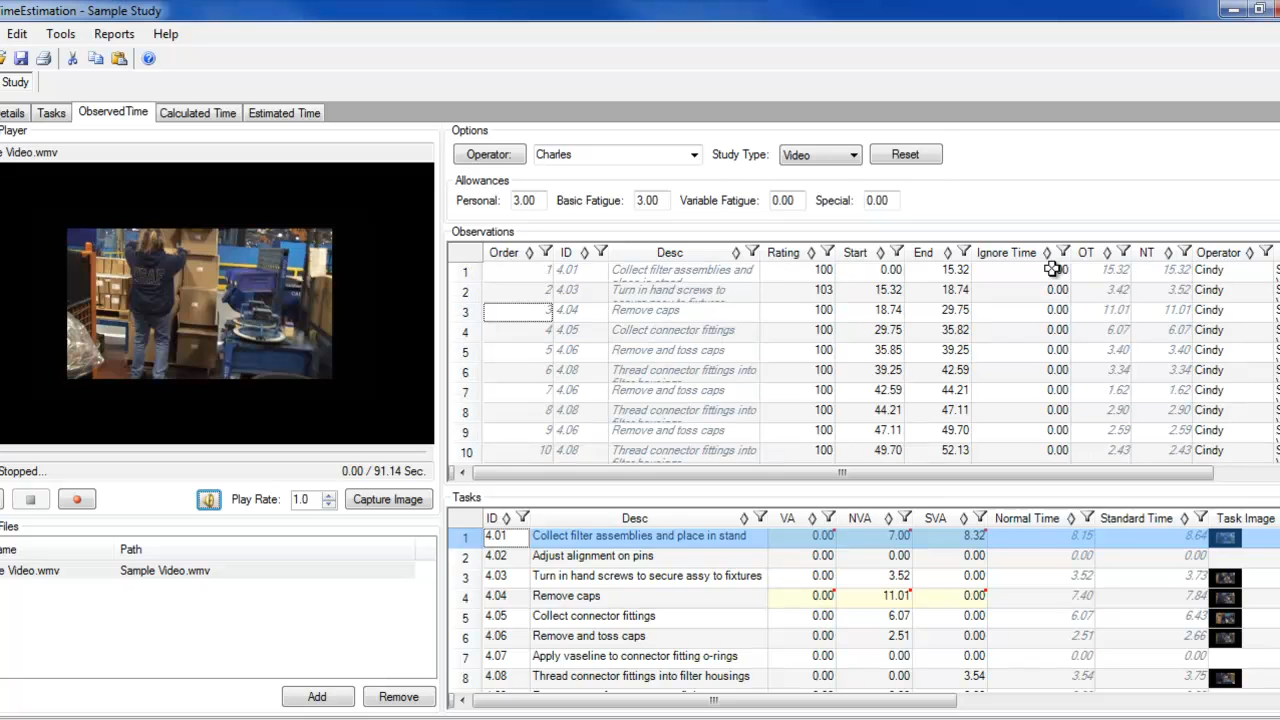 TimeEstimation - Sample Study
Edit Tools Reports Help
Study
etails Tasks ObservedTime Calculated Time Estimated Time
Player
e Video.wmv
Stopped... 0.00 / 91.14 Sec.
Play Rate: 1.0 Capture Image
Files
ame Path
e Video.wmv Sample Video.wmv
Add Remove
Options
Operator: Charles Study Type: Video Reset
Allowances
Personal: 3.00 Basic Fatigue: 3.00 Variable Fatigue: 0.00 Special: 0.00
Observations
Order ID Desc Rating Start End Ignore Time OT NT Operator
1 1 4.01 Collect filter assemblies and place in stand 100 0.00 15.32 0.00 15.32 15.32 Cindy
2 2 4.03 Turn in hand screws to secure assy to fixtures 103 15.32 18.74 0.00 3.42 3.52 Cindy
3 3 4.04 Remove caps 100 18.74 29.75 0.00 11.01 11.01 Cindy
4 4 4.05 Collect connector fittings 100 29.75 35.82 0.00 6.07 6.07 Cindy
5 5 4.06 Remove and toss caps 100 35.85 39.25 0.00 3.40 3.40 Cindy
6 6 4.08 Thread connector fittings into filter housings 100 39.25 42.59 0.00 3.34 3.34 Cindy
7 7 4.06 Remove and toss caps 100 42.59 44.21 0.00 1.62 1.62 Cindy
8 8 4.08 Thread connector fittings into filter housings 100 44.21 47.11 0.00 2.90 2.90 Cindy
9 9 4.06 Remove and toss caps 100 47.11 49.70 0.00 2.59 2.59 Cindy
10 10 4.08 Thread connector fittings into filter housings 100 49.70 52.13 0.00 2.43 2.43 Cindy
Tasks
ID Desc VA NVA SVA Normal Time Standard Time Task Image
1 4.01 Collect filter assemblies and place in stand 0.00 7.00 8.32 8.15 8.64
2 4.02 Adjust alignment on pins 0.00 0.00 0.00 0.00 0.00
3 4.03 Turn in hand screws to secure assy to fixtures 0.00 3.52 0.00 3.52 3.73
4 4.04 Remove caps 0.00 11.01 0.00 7.40 7.84
5 4.05 Collect connector fittings 0.00 6.07 0.00 6.07 6.43
6 4.06 Remove and toss caps 0.00 2.51 0.00 2.51 2.66
7 4.07 Apply vaseline to connector fitting o-rings 0.00 0.00 0.00 0.00 0.00
8 4.08 Thread connector fittings into filter housings 0.00 0.00 3.54 3.54 3.75